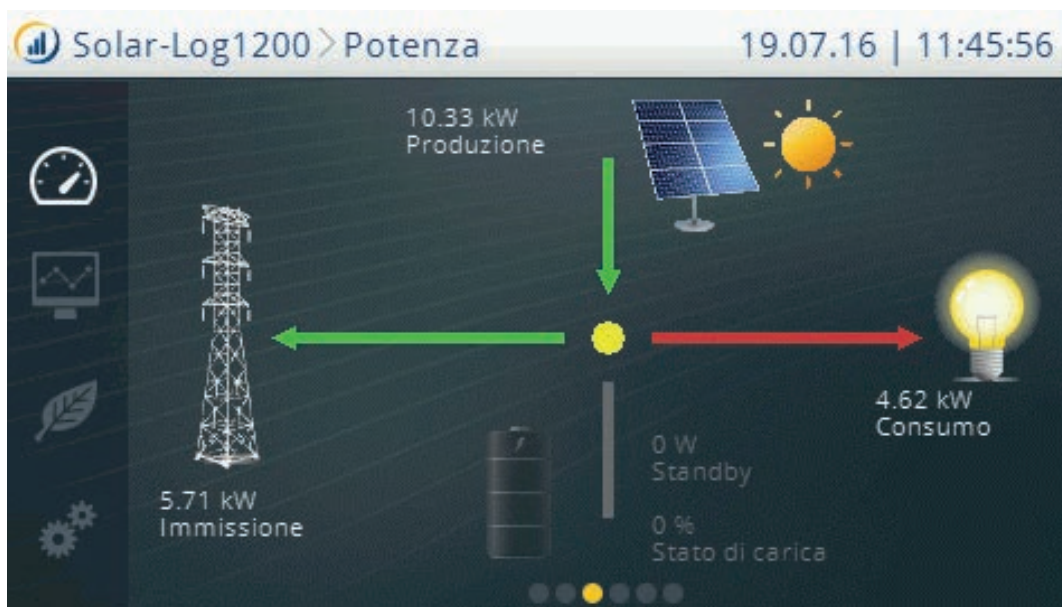 Solar-Log1200 > Potenza
19.07.16 | 11:45:56
10.33 kW
Produzione
4.62 kW
Consumo
0 W
Standby
5.71 kW
Immissione
0 %
Stato di carica